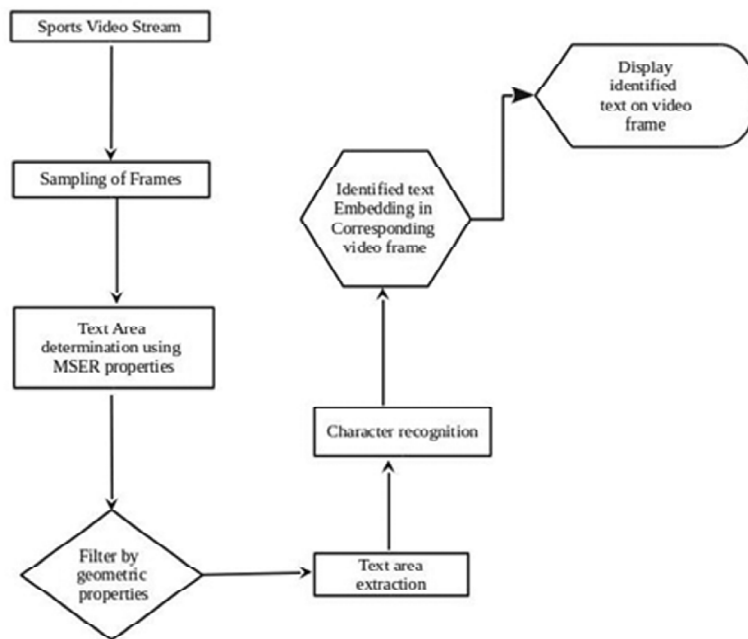 Sports Video Stream
Sampling of Frames
Text Area
determination using
MSER properties
Filter by
geometric
properties
Text area
extraction
Character recognition
Identified text
Embedding in
Corresponding
video frame
Display
identified
text on video
frame